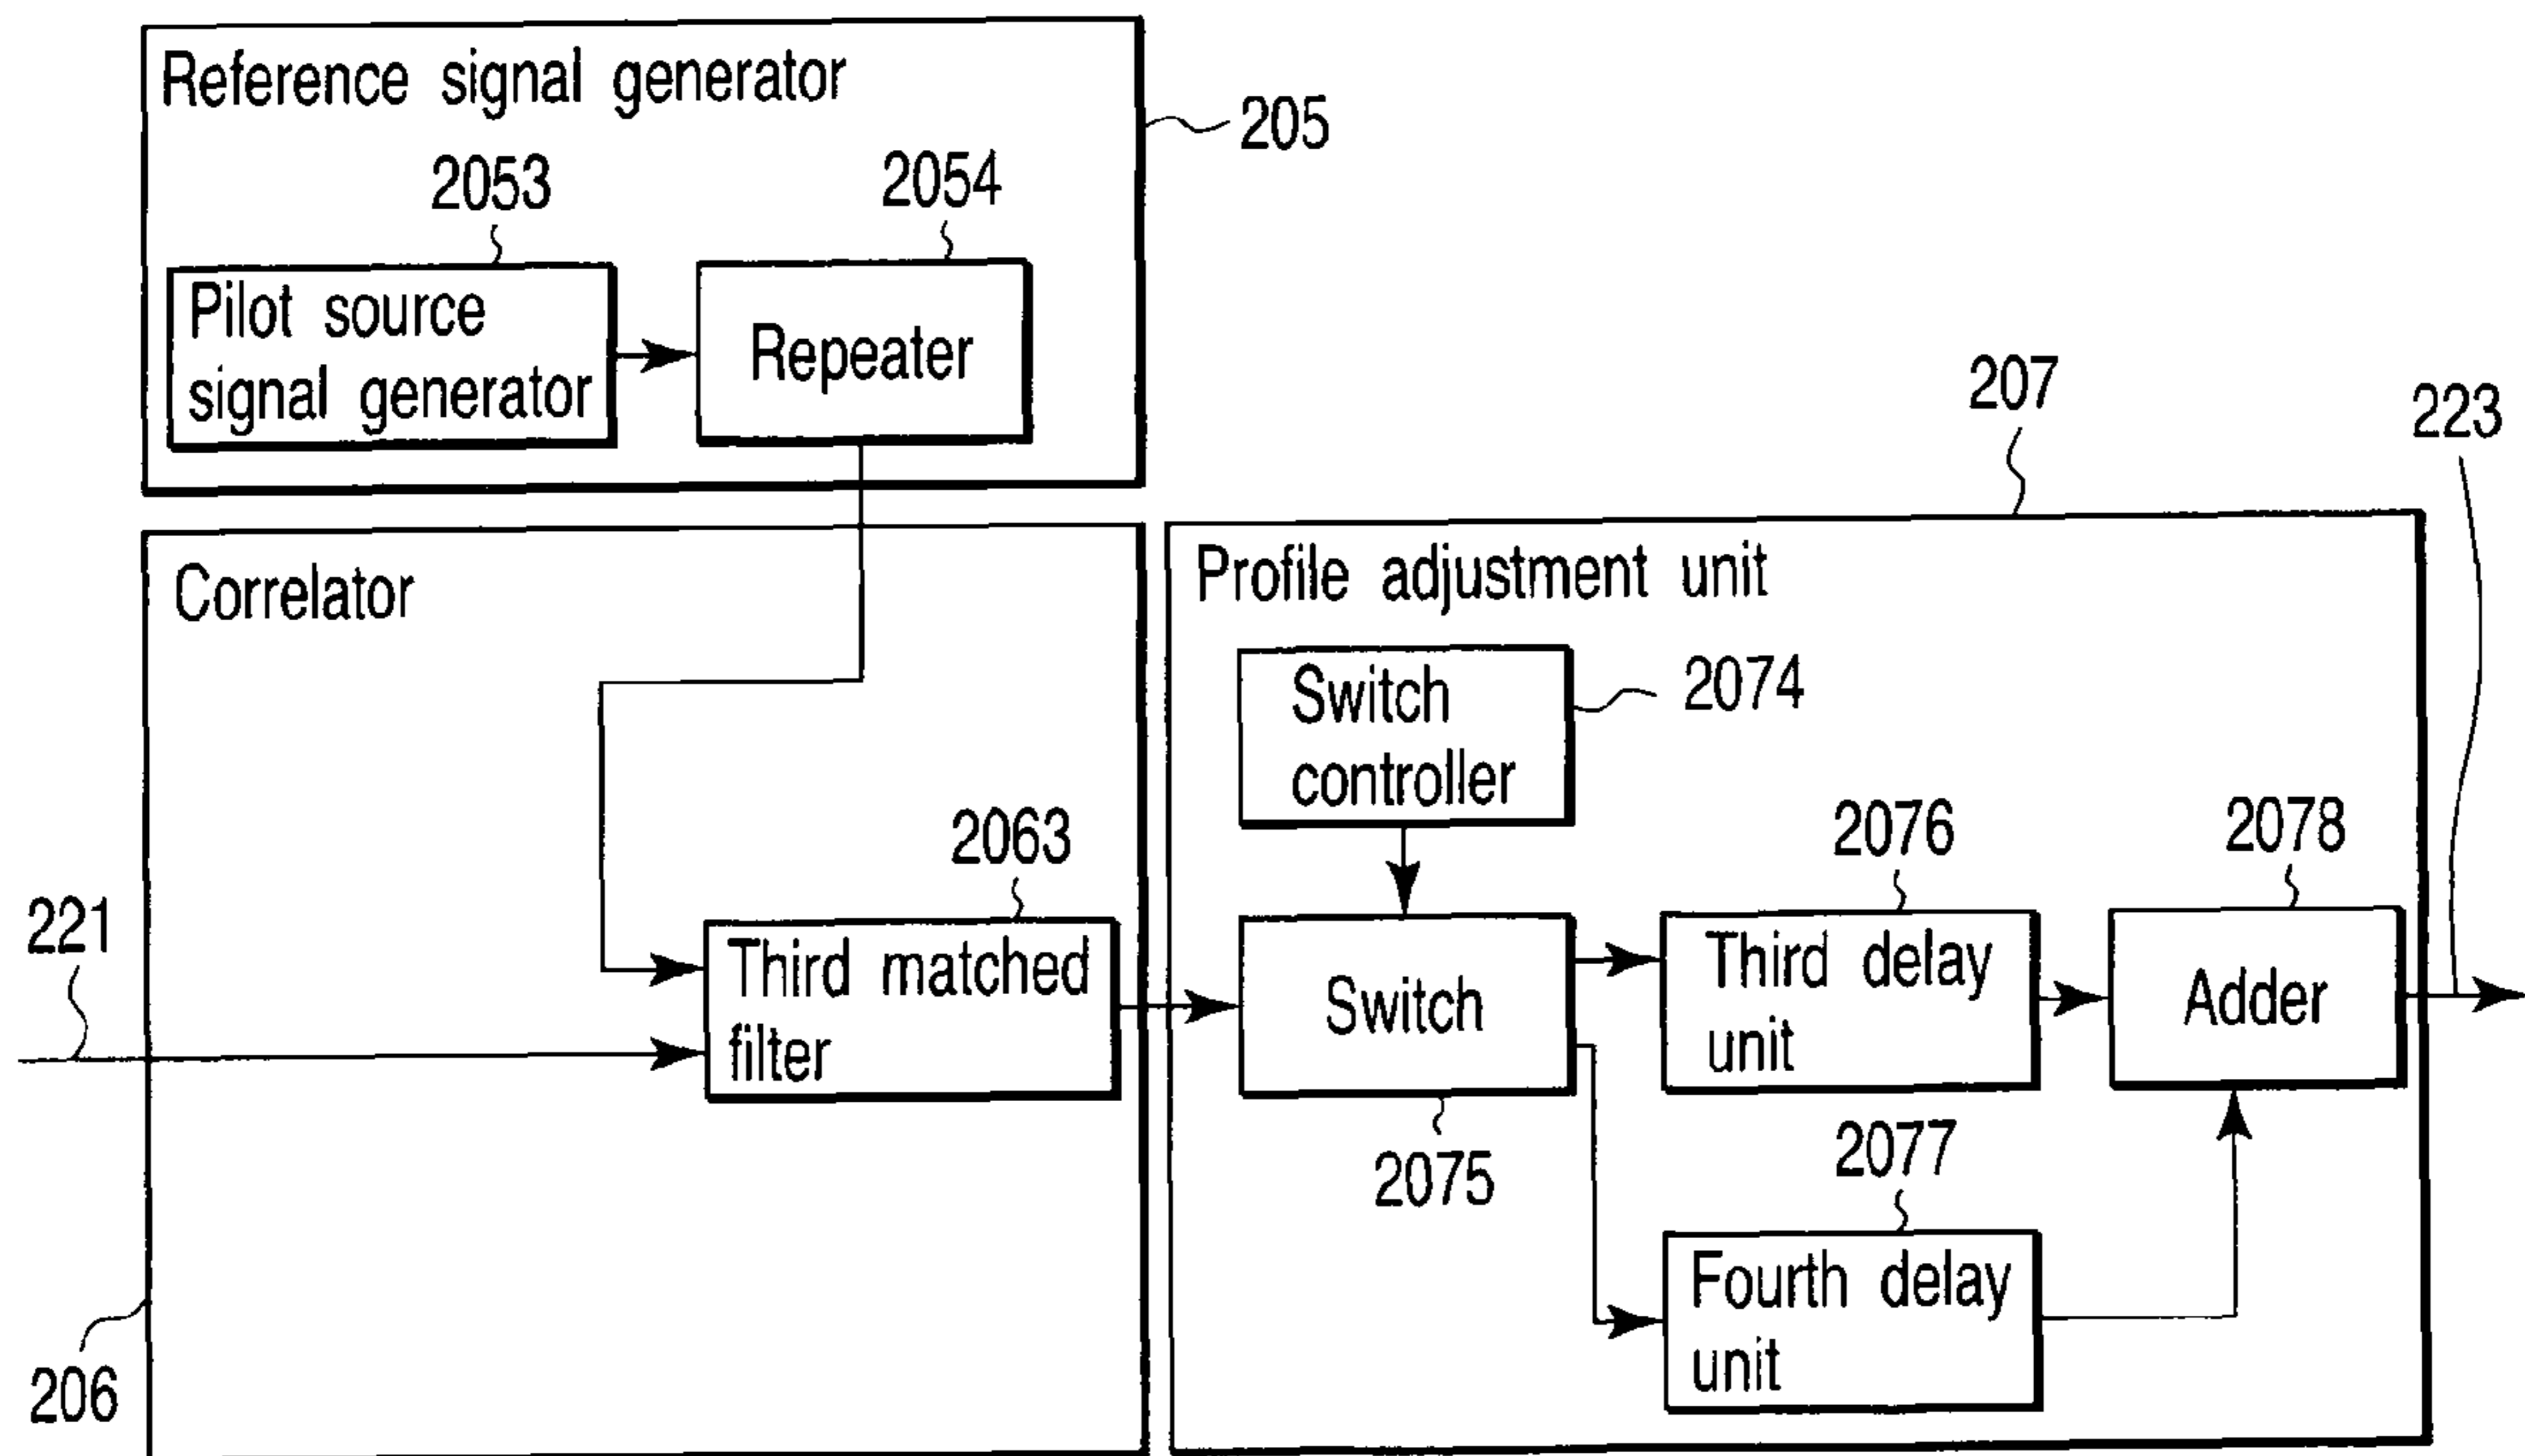 Reference signal generator
205
2053
2054
Pilot source
signal generator
Repeater
207
223
Correlator
Profile adjustment unit
Switch
controller
2074
2063
2076
2078
221
Third matched
filter
Switch
Third delay
unit
Adder
2075
2077
Fourth delay
unit
206